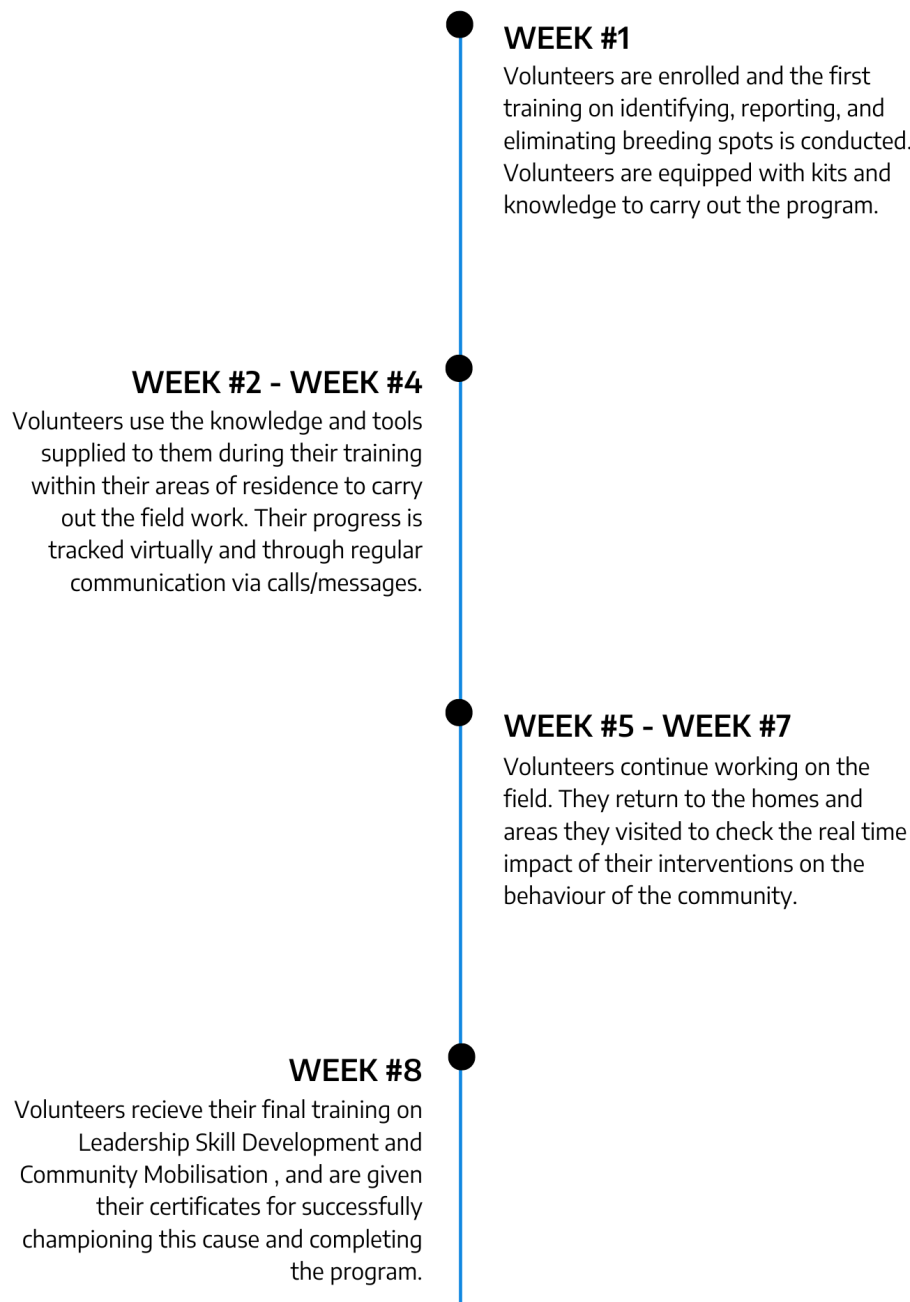 WEEK #1
Volunteers are enrolled and the first
training on identifying, reporting, and
eliminating breeding spots is conducted.
Volunteers are equipped with kits and
knowledge to carry out the program.
WEEK #2 - WEEK #4
Volunteers use the knowledge and tools
supplied to them during their training
within their areas of residence to carry
out the field work. Their progress is
tracked virtually and through regular
communication via calls/messages.
WEEK #5 - WEEK #7
Volunteers continue working on the
field. They return to the homes and
areas they visited to check the real time
impact of their interventions on the
behaviour of the community.
WEEK #8
Volunteers recieve their final training on
Leadership Skill Development and
Community Mobilisation , and are given
their certificates for successfully
championing this cause and completing
the program.